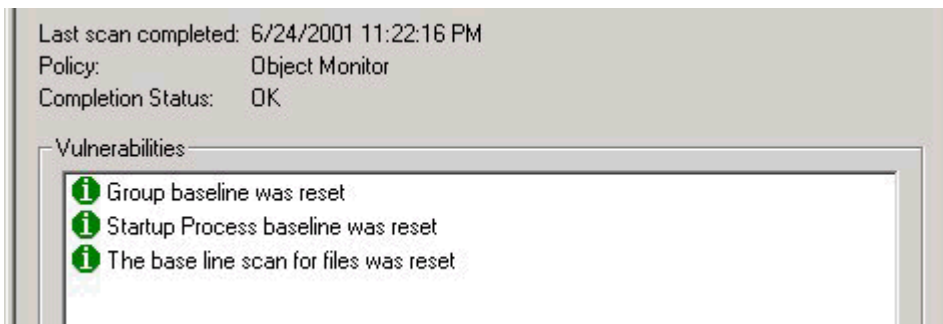 Last scan completed: 6/24/2001 11:22:16 PM
Policy: Object Monitor
Completion Status: OK
Vulnerabilities
Group baseline was reset
Startup Process baseline was reset
The base line scan for files was reset